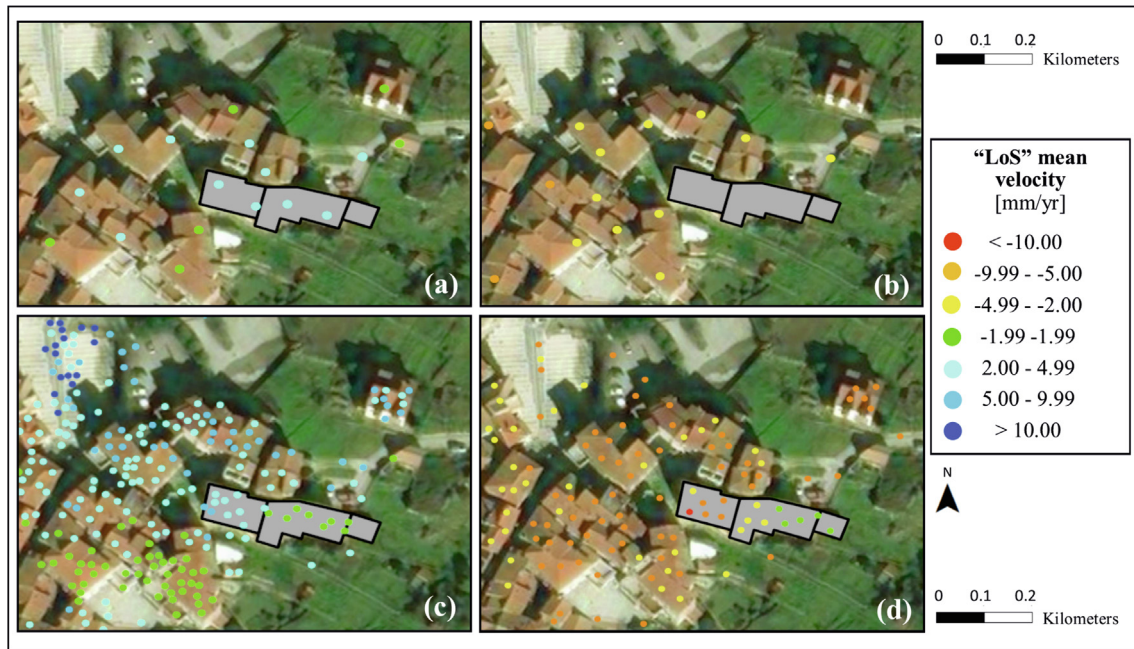 (a)
(b)
(c)
(d)
0 0.1 0.2
Kilometers
“LoS” mean
velocity
[mm/yr]
< -10.00
-9.99 - -5.00
-4.99 - -2.00
-1.99 -1.99
2.00 - 4.99
5.00 - 9.99
> 10.00
N
0 0.1 0.2
Kilometers